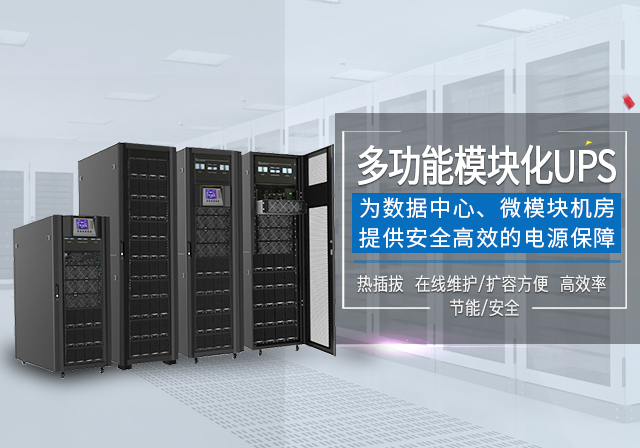 多功能模块化UPS
为数据中心、微模块机房
提供安全高效的电源保障
热插拔 在线维护/扩容方便 高效率
节能/安全